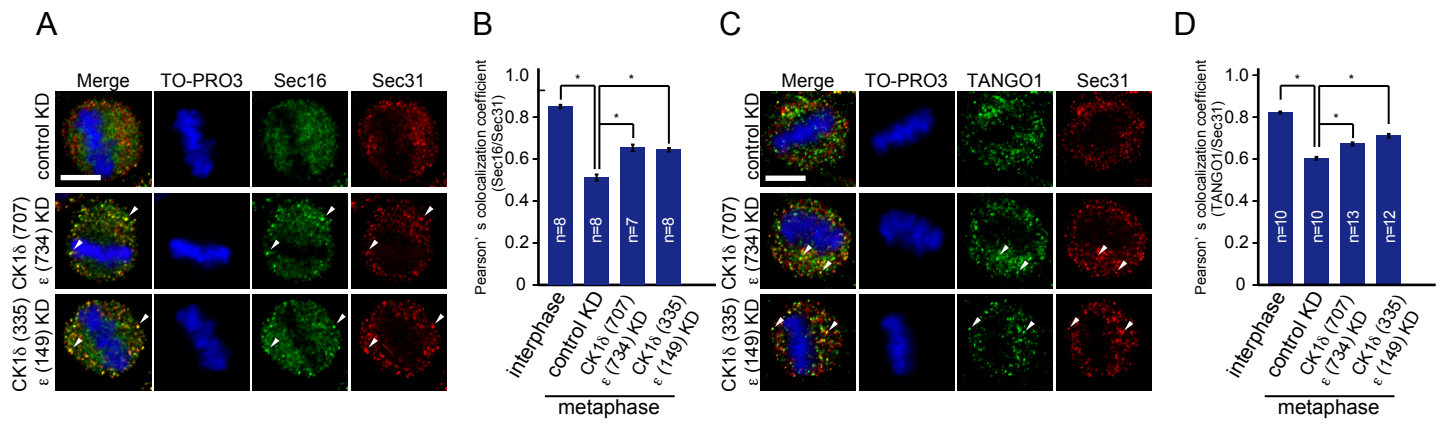 A
Merge
TO-PRO3
Sec16
Sec31
control KD
CK1δ (707)
ε (734) KD
CK1δ (335)
ε (149) KD
B
Pearson's colocalization coefficient
(Sec16/Sec31)
1.0
0.8
0.6
0.4
0.2
0
*
*
*
n=8
n=8
n=7
n=8
interphase
control KD
CK1δ (707)
ε (734) KD
CK1δ (335)
ε (149) KD
metaphase
C
Merge
TO-PRO3
TANGO1
Sec31
control KD
CK1δ (707)
ε (734) KD
CK1δ (335)
ε (149) KD
D
Pearson's colocalization coefficient
(TANGO1/Sec31)
1.0
0.8
0.6
0.4
0.2
0
*
*
*
n=10
n=10
n=13
n=12
interphase
control KD
CK1δ (707)
ε (734) KD
CK1δ (335)
ε (149) KD
metaphase